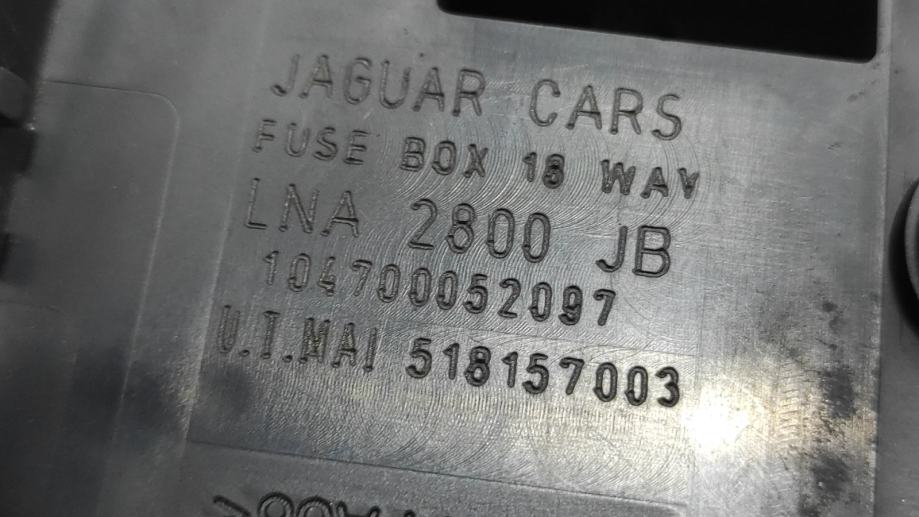 JAGUAR CARS
FUSE BOX 18 WAY
LNA 2800 JB
104700052097
U.T.MAI 518157003